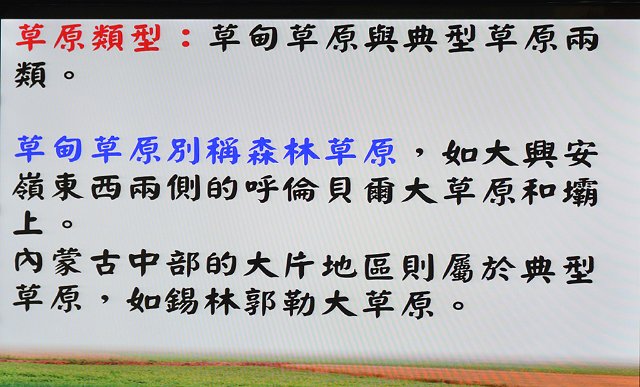 草原類型：草甸草原與典型草原兩
類。
草甸草原別稱森林草原，如大興安
嶺東西兩側的呼倫貝爾大草原和壩
上。
內蒙古中部的大片地區則屬於典型
草原，如錫林郭勒大草原。